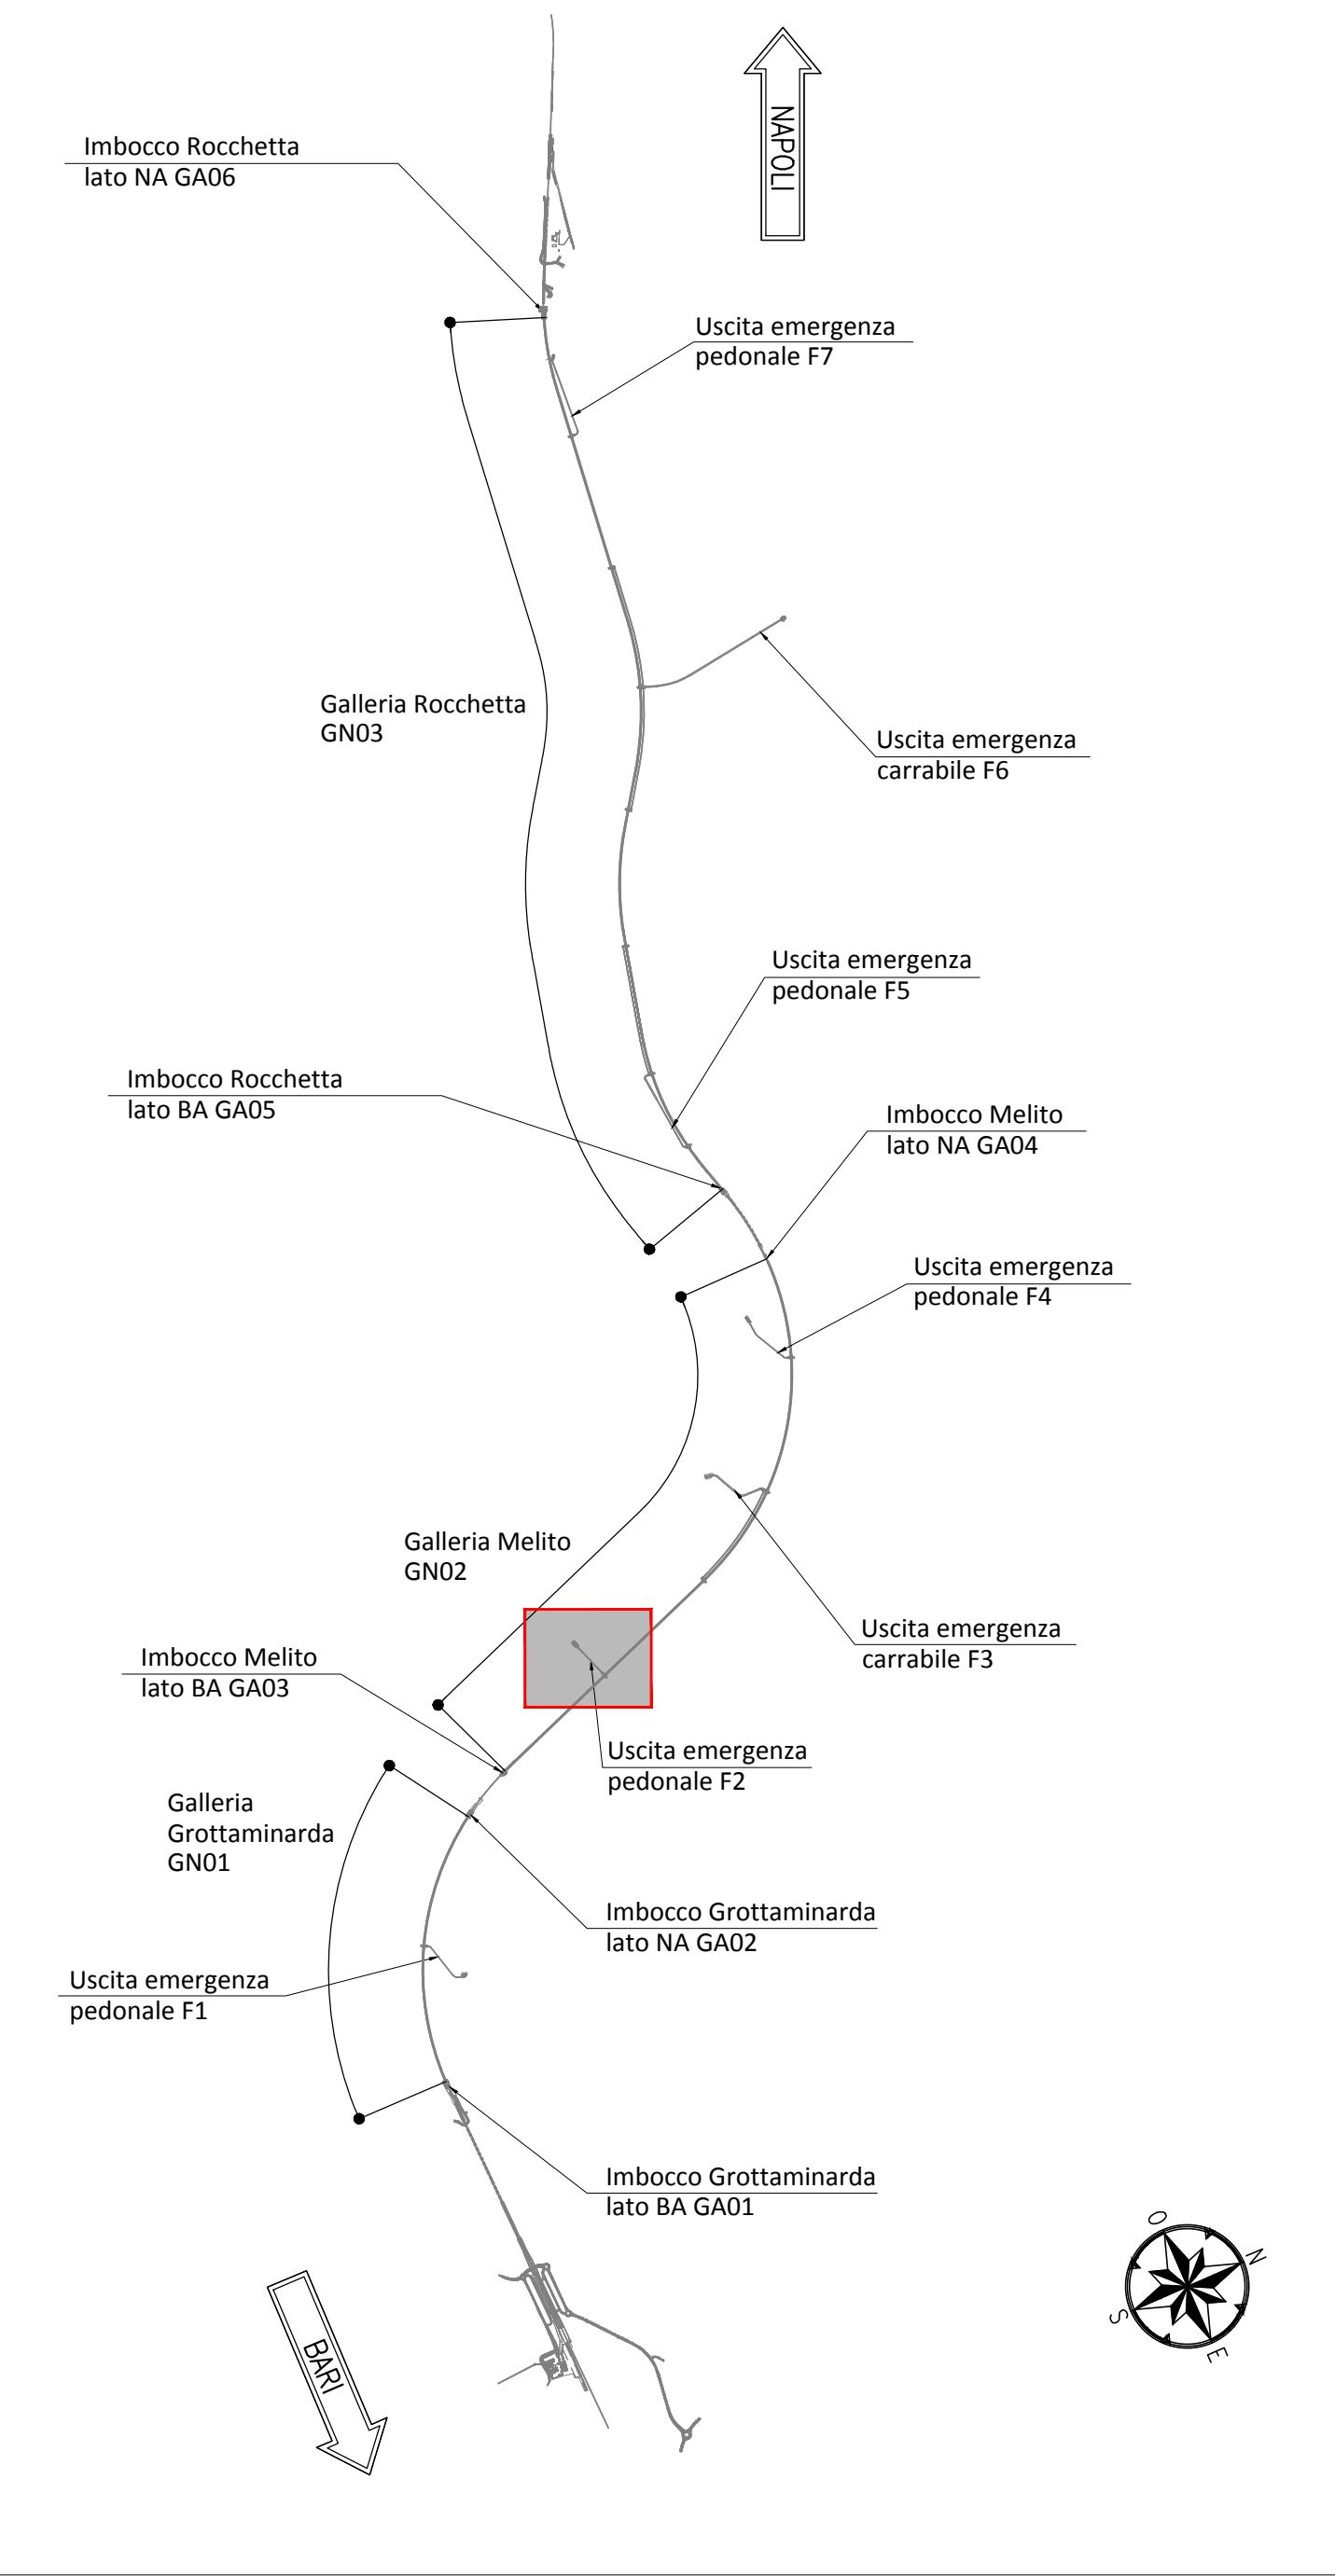 NAPOLI
Imbocco Rocchetta
lato NA GA06
Uscita emergenza
pedonale F7
Galleria Rocchetta
GN03
Uscita emergenza
carrabile F6
Uscita emergenza
pedonale F5
Imbocco Rocchetta
lato BA GA05
Imbocco Melito
lato NA GA04
Uscita emergenza
pedonale F4
Galleria Melito
GN02
Uscita emergenza
carrabile F3
Imbocco Melito
lato BA GA03
Uscita emergenza
pedonale F2
Galleria
Grottaminarda
GN01
Imbocco Grottaminarda
lato NA GA02
Uscita emergenza
pedonale F1
Imbocco Grottaminarda
lato BA GA01
O
N
S
E
BARI